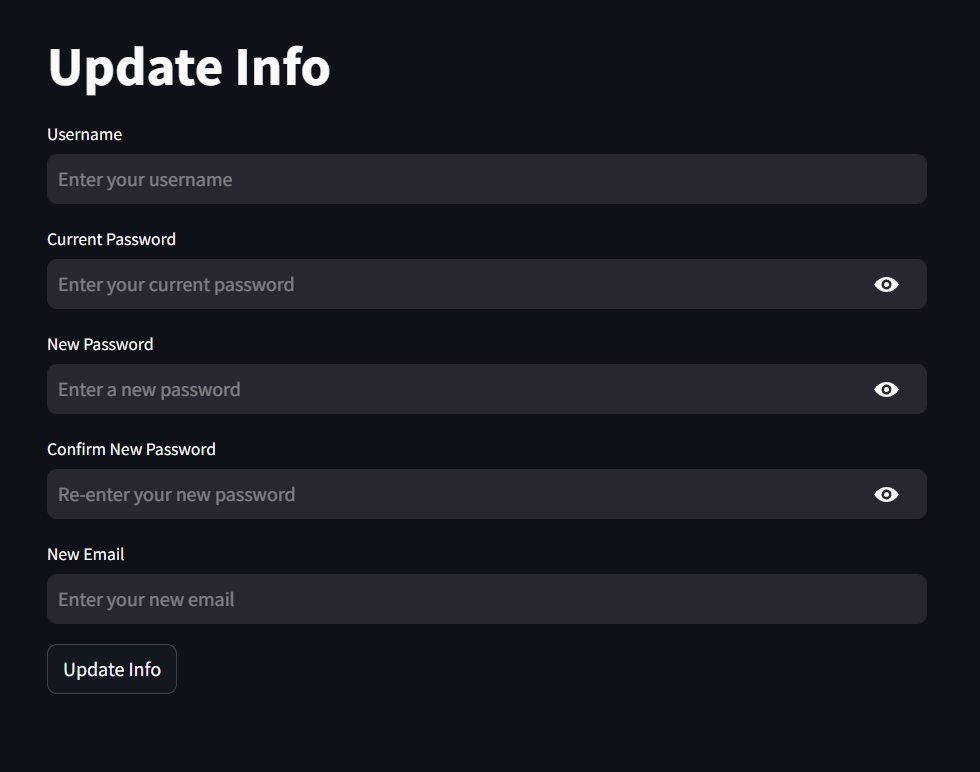 Update Info
Username
Enter your username
Current Password
Enter your current password
New Password
Enter a new password
Confirm New Password
Re-enter your new password
New Email
Enter your new email
Update Info